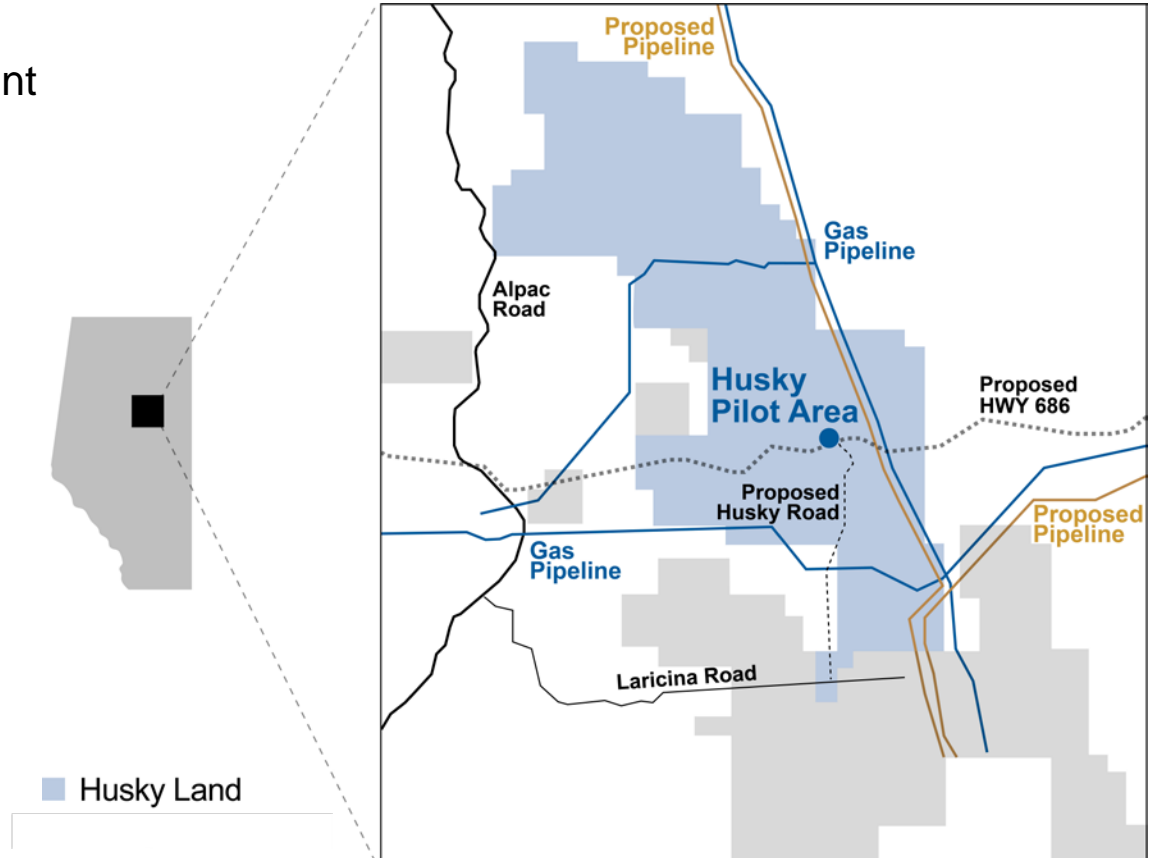 nt
Proposed
Pipeline
Gas
Pipeline
Alpac
Road
Husky
Pilot Area
Proposed
HWY 686
Proposed
Husky Road
Proposed
Pipeline
Gas
Pipeline
Laricina Road
Husky Land